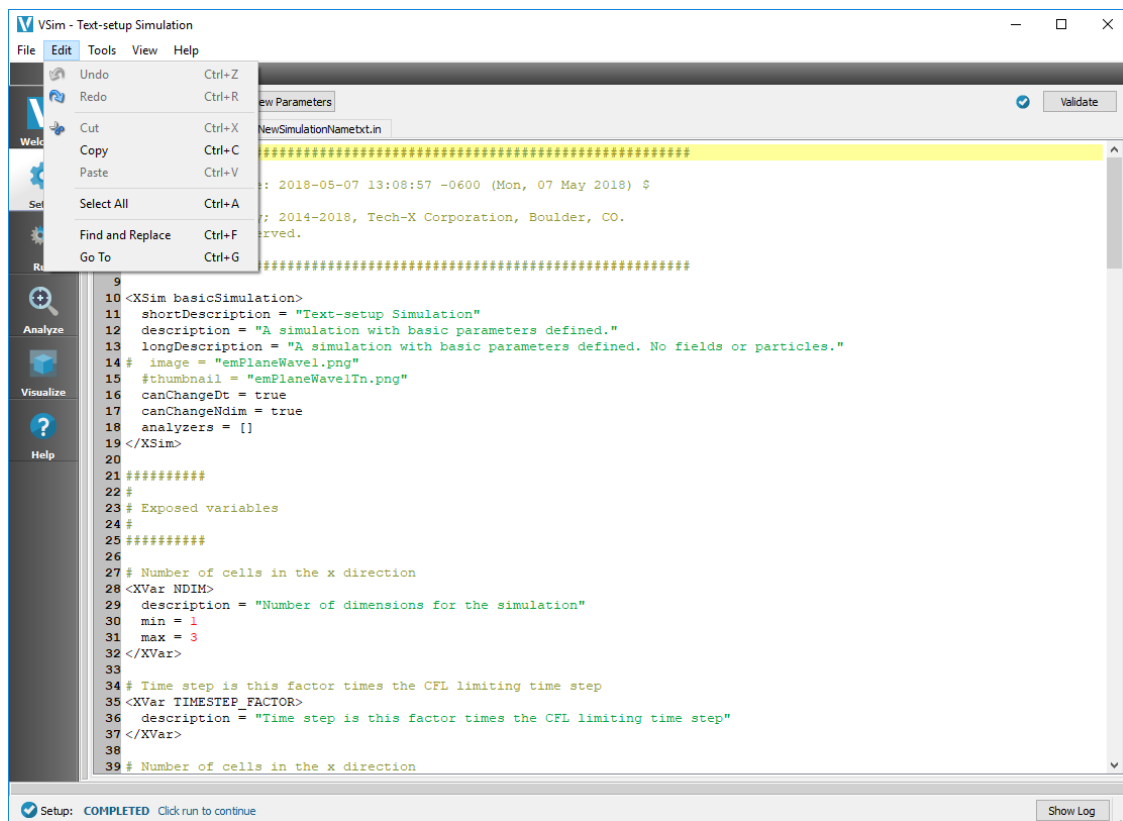 VSim - Text-setup Simulation
File Edit Tools View Help
Undo Ctrl+Z
Redo Ctrl+R
Cut Ctrl+X
Copy Ctrl+C
Paste Ctrl+V
Select All Ctrl+A
Find and Replace Ctrl+F
Go To Ctrl+G
ew Parameters
Validate
NewSimulationNametxt.in
#######################################################
e: 2018-05-07 13:08:57 -0600 (Mon, 07 May 2018) $
y; 2014-2018, Tech-X Corporation, Boulder, CO.
erved.
#######################################################
9
10 <XSim basicSimulation>
11 shortDescription = "Text-setup Simulation"
12 description = "A simulation with basic parameters defined."
13 longDescription = "A simulation with basic parameters defined. No fields or particles."
14 # image = "emPlaneWave1.png"
15 #thumbnail = "emPlaneWave1Tn.png"
16 canChangeDt = true
17 canChangeNdim = true
18 analyzers = []
19 </XSim>
20
21 ##########
22 #
23 # Exposed variables
24 #
25 ##########
26
27 # Number of cells in the x direction
28 <XVar NDIM>
29 description = "Number of dimensions for the simulation"
30 min = 1
31 max = 3
32 </XVar>
33
34 # Time step is this factor times the CFL limiting time step
35 <XVar TIMESTEP_FACTOR>
36 description = "Time step is this factor times the CFL limiting time step"
37 </XVar>
38
39 # Number of cells in the x direction
Welc
Set
Ru
Analyze
Visualize
Help
Setup: COMPLETED Click run to continue
Show Log